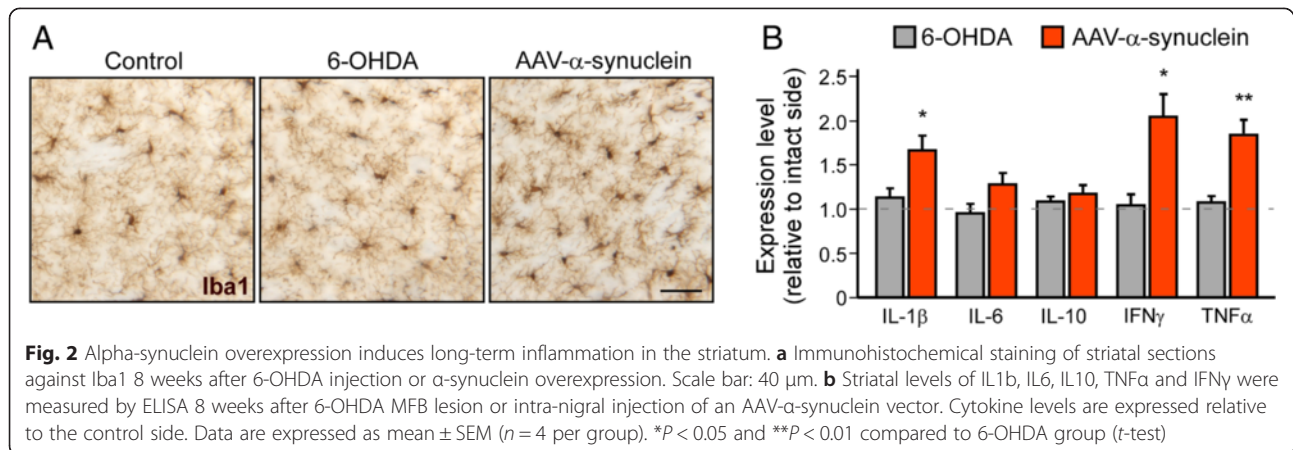 A
Control 6-OHDA AAV-α-synuclein
Iba1
B
6-OHDA AAV-α-synuclein
Expression level
(relative to intact side)
2.5
2.0
1.5
1.0
0.5
0
*
*
**
IL-1β IL-6 IL-10 IFNγ TNFα
Fig. 2 Alpha-synuclein overexpression induces long-term inflammation in the striatum. a Immunohistochemical staining of striatal sections
against Iba1 8 weeks after 6-OHDA injection or α-synuclein overexpression. Scale bar: 40 μm. b Striatal levels of IL1b, IL6, IL10, TNFα and IFNγ were
measured by ELISA 8 weeks after 6-OHDA MFB lesion or intra-nigral injection of an AAV-α-synuclein vector. Cytokine levels are expressed relative
to the control side. Data are expressed as mean ± SEM (n = 4 per group). *P < 0.05 and **P < 0.01 compared to 6-OHDA group (t-test)